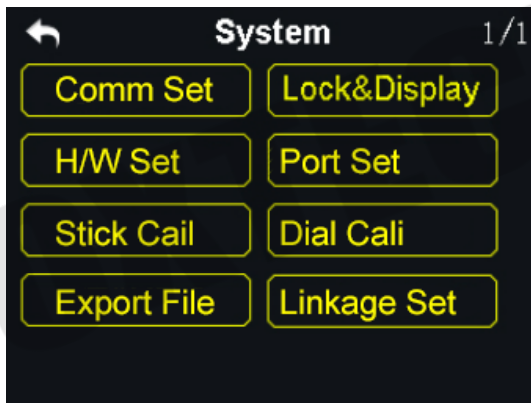 System 1/1
Comm Set Lock&Display
H/W Set Port Set
Stick Cail Dial Cali
Export File Linkage Set